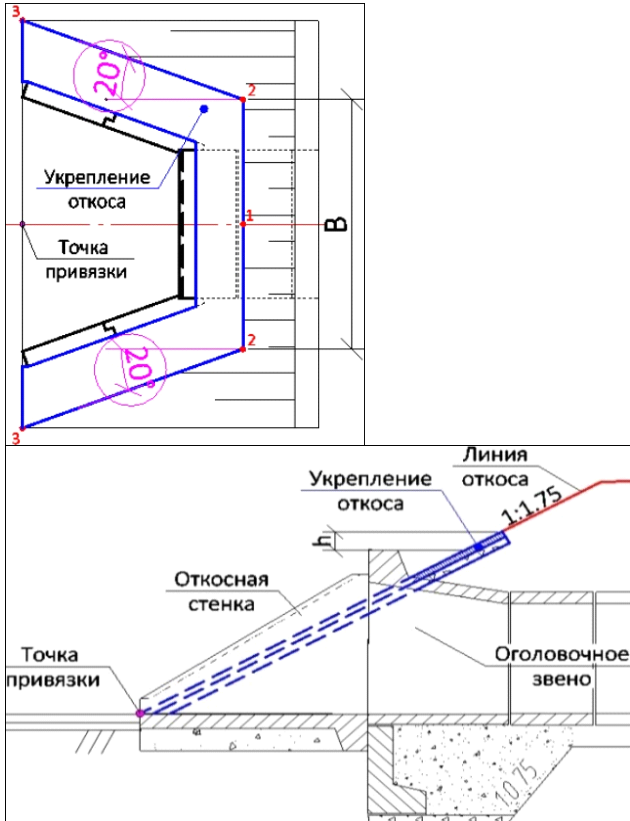 3
20°
2
Укрепление
откоса
1
В
Точка
привязки
20°
2
3
Линия
откоса
Укрепление
откоса
1:1.75
h
Откосная
стенка
Точка
привязки
Оголовочное
звено
1:0.75